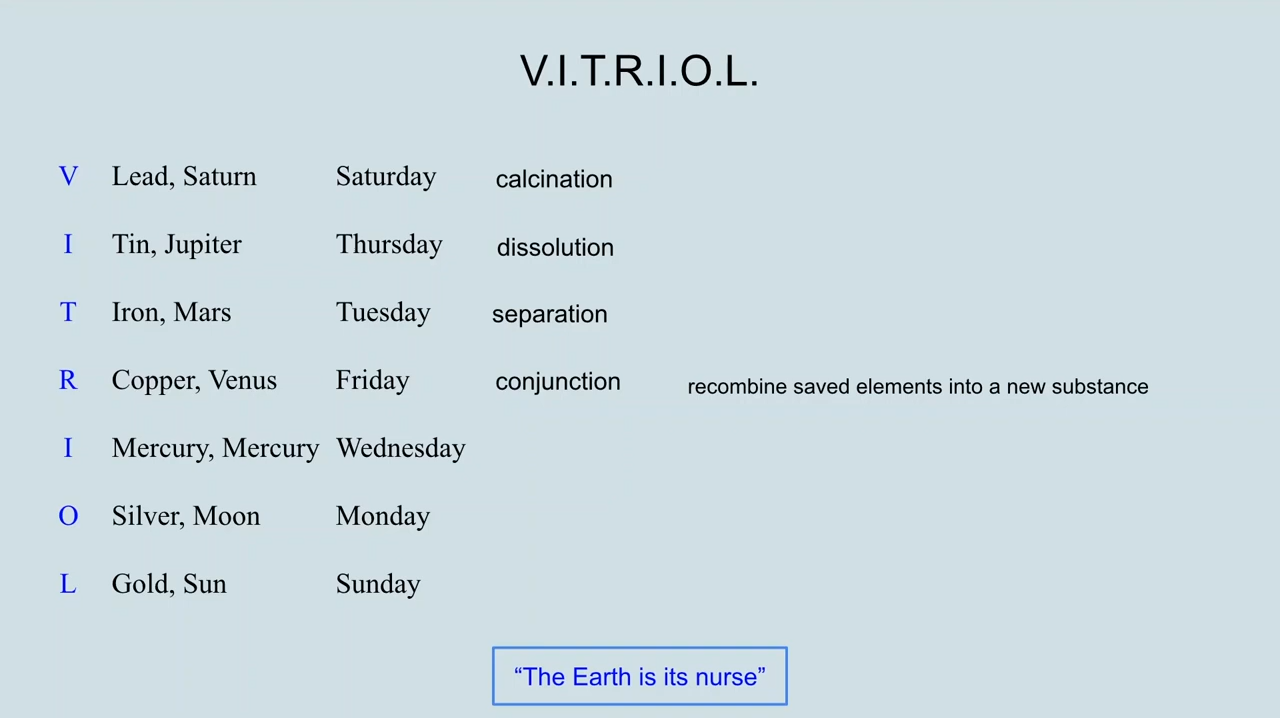 V.I.T.R.I.O.L.
V Lead, Saturn Saturday calcination
I Tin, Jupiter Thursday dissolution
T Iron, Mars Tuesday separation
R Copper, Venus Friday conjunction recombine saved elements into a new substance
I Mercury, Mercury Wednesday
O Silver, Moon Monday
L Gold, Sun Sunday
“The Earth is its nurse”